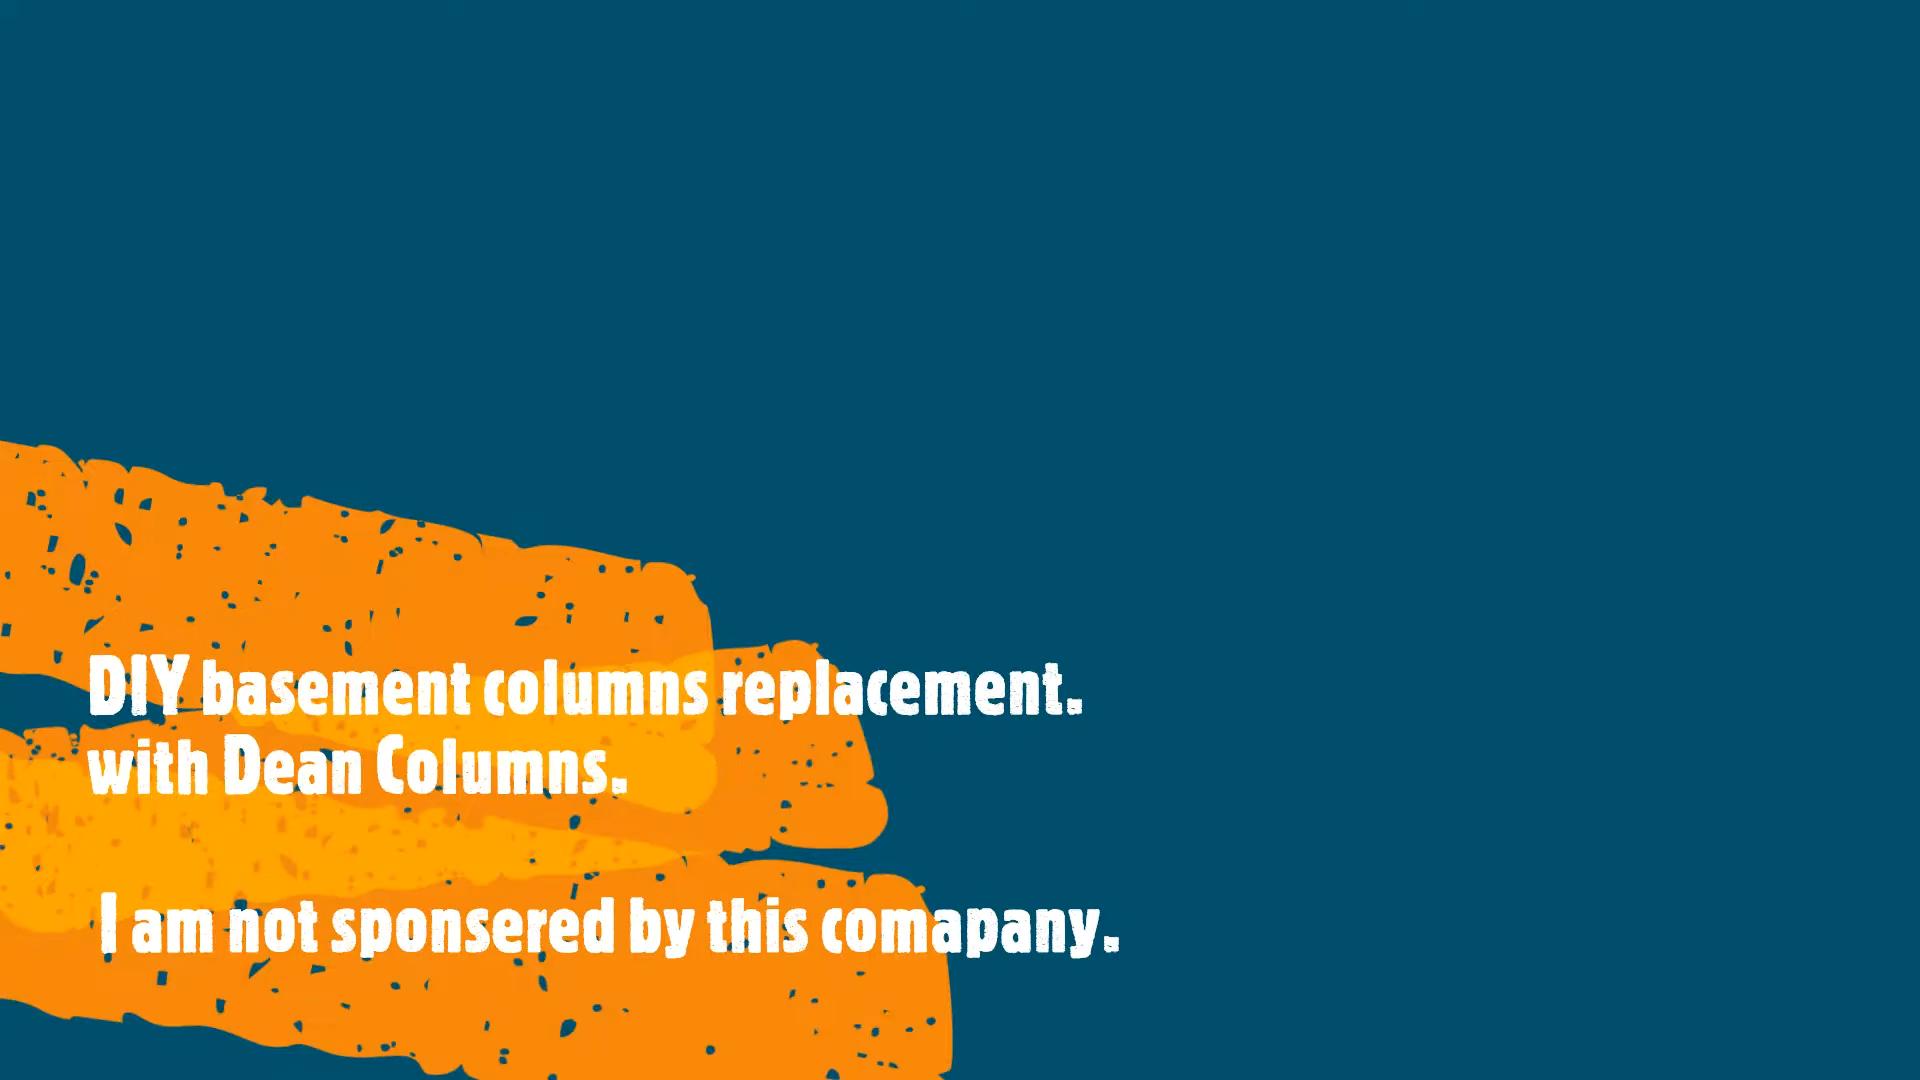 DIY basement columns replacement.
with Dean Columns.
I am not sponsered by this comapany.